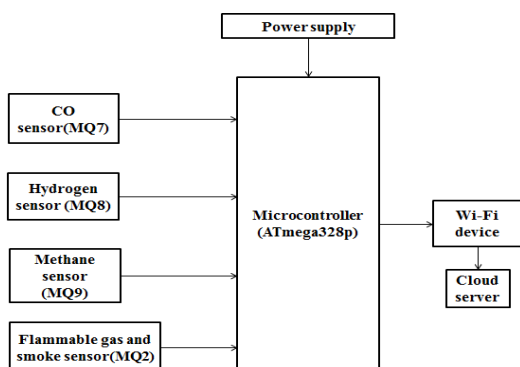 Power supply
CO
sensor(MQ7)
Hydrogen
sensor (MQ8)
Methane
sensor
(MQ9)
Flammable gas and
smoke sensor(MQ2)
Microcontroller
(ATmega328p)
Wi-Fi
device
Cloud
server